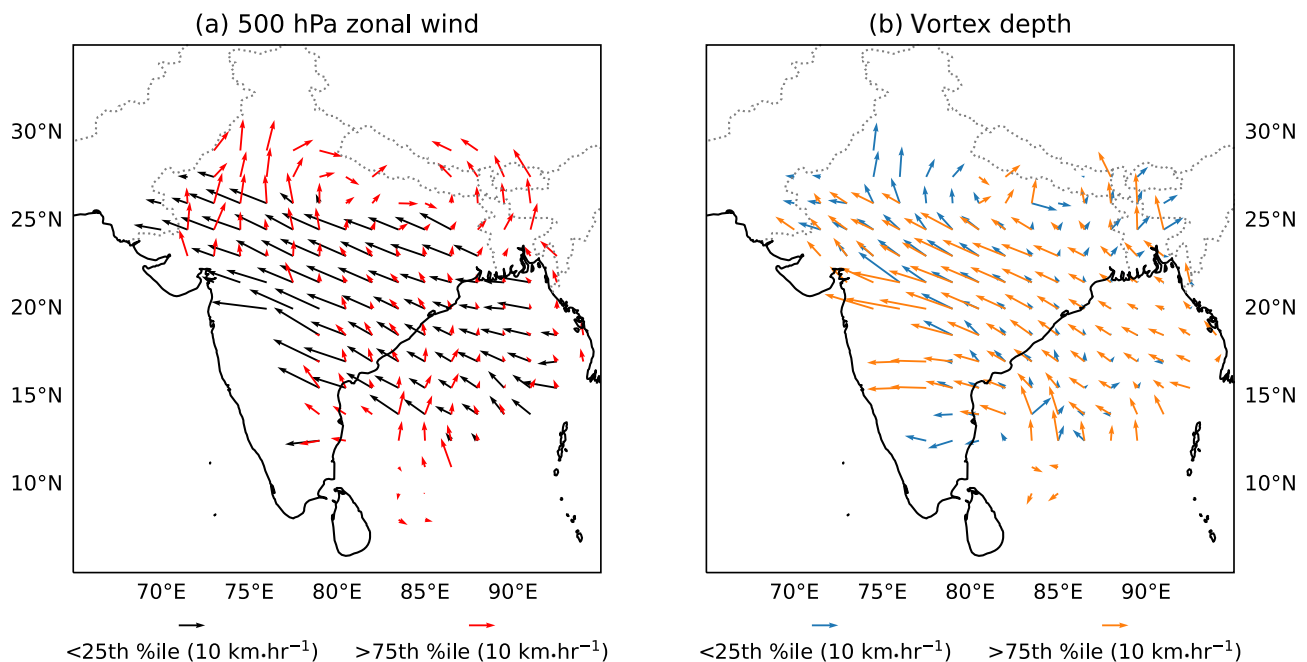 (a) 500 hPa zonal wind
(b) Vortex depth
30°N
30°N
25°N
25°N
20°N
20°N
15°N
15°N
10°N
10°N
70°E 75°E 80°E 85°E 90°E
70°E 75°E 80°E 85°E 90°E
<25th %ile (10 km·hr⁻¹) >75th %ile (10 km·hr⁻¹)
<25th %ile (10 km·hr⁻¹) >75th %ile (10 km·hr⁻¹)